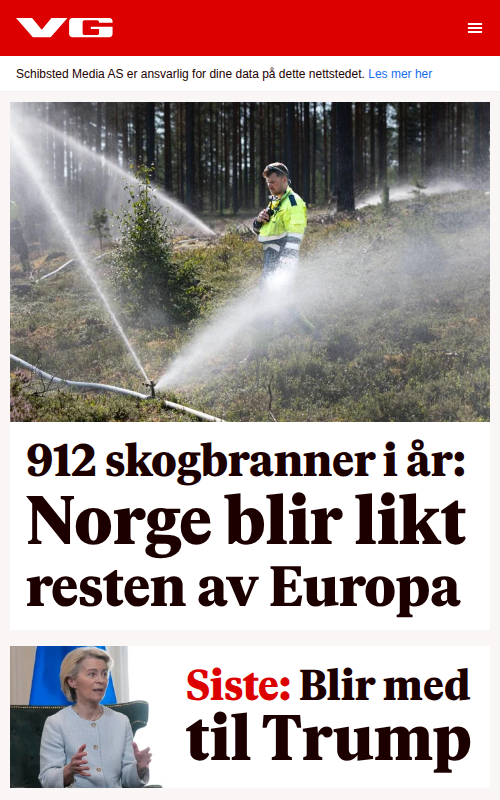 VG
Schibsted Media AS er ansvarlig for dine data på dette nettstedet. Les mer her
912 skogbranner i år:
Norge blir likt
resten av Europa
Siste: Blir med
til Trump